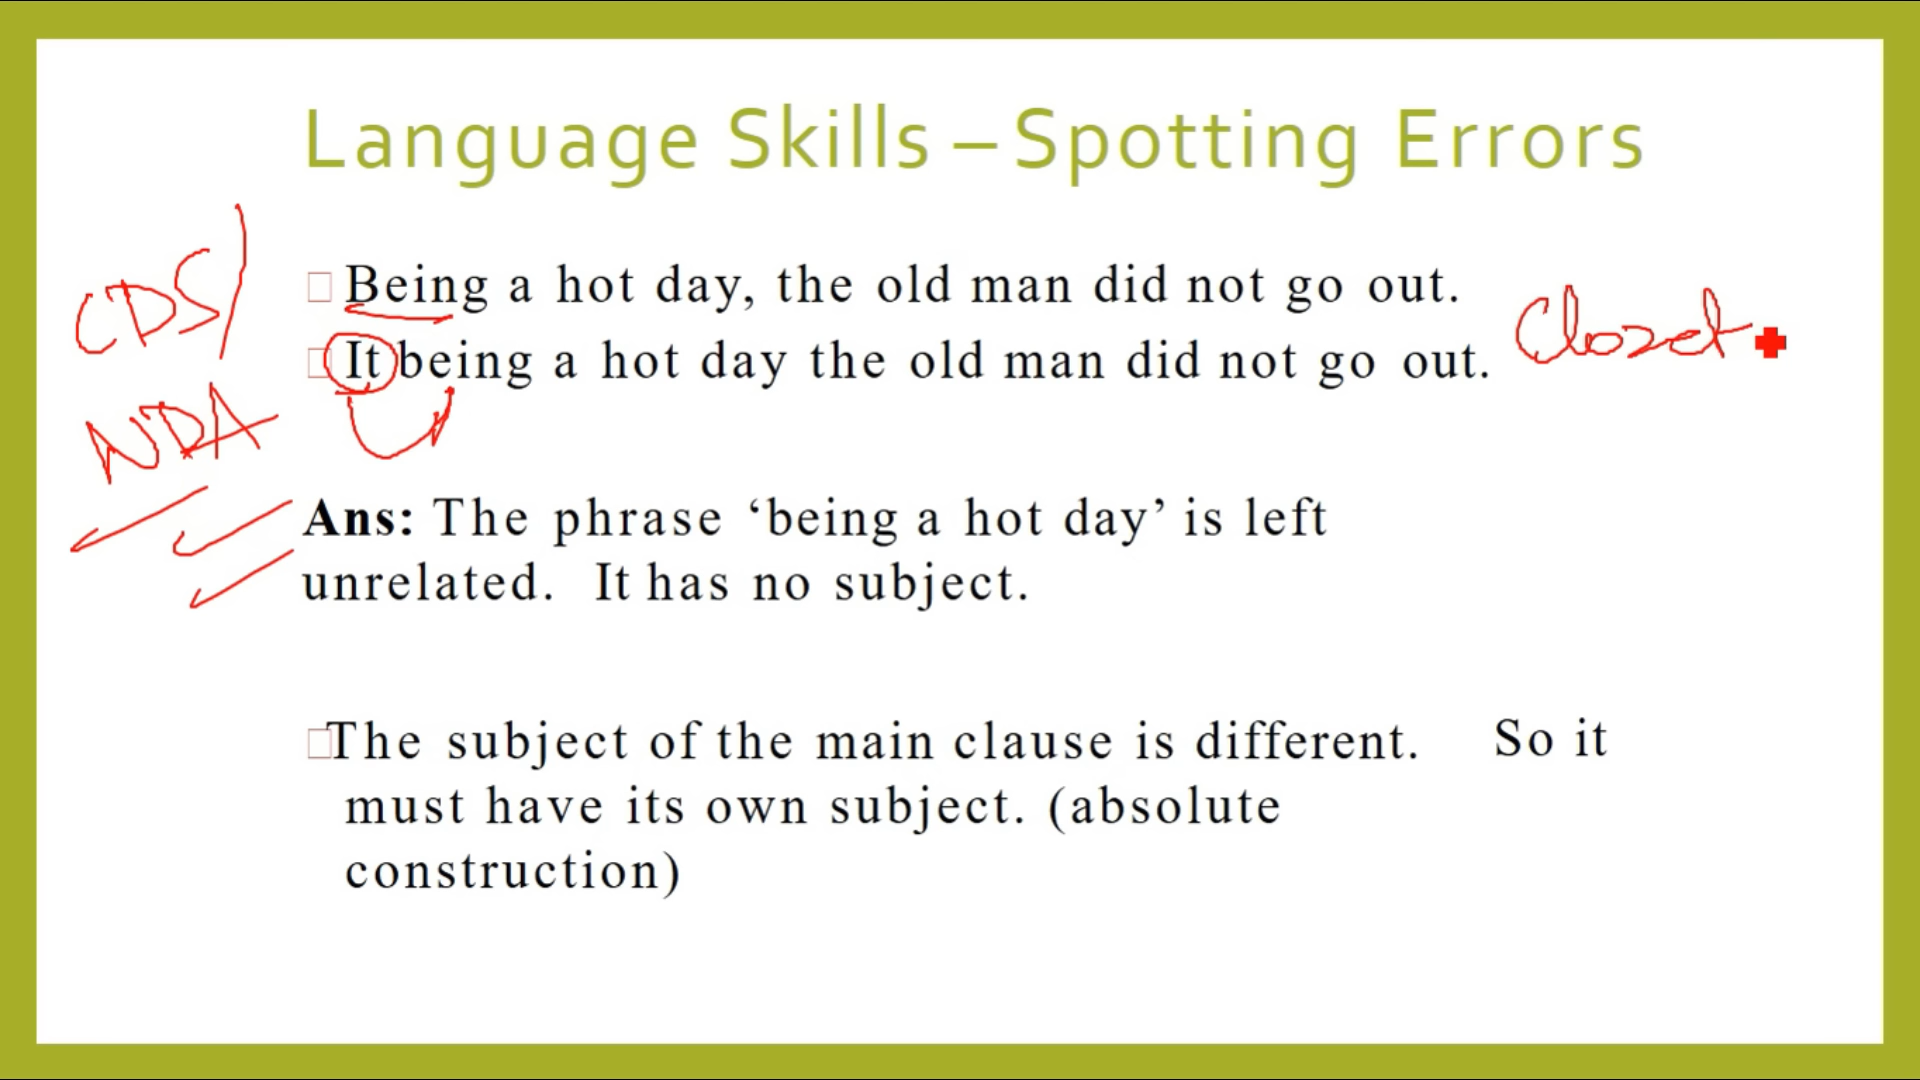 Language Skills – Spotting Errors
CDS/
NDA
Being a hot day, the old man did not go out.
It being a hot day the old man did not go out.
Closet
Ans: The phrase ‘being a hot day’ is left
unrelated. It has no subject.
The subject of the main clause is different. So it
must have its own subject. (absolute
construction)